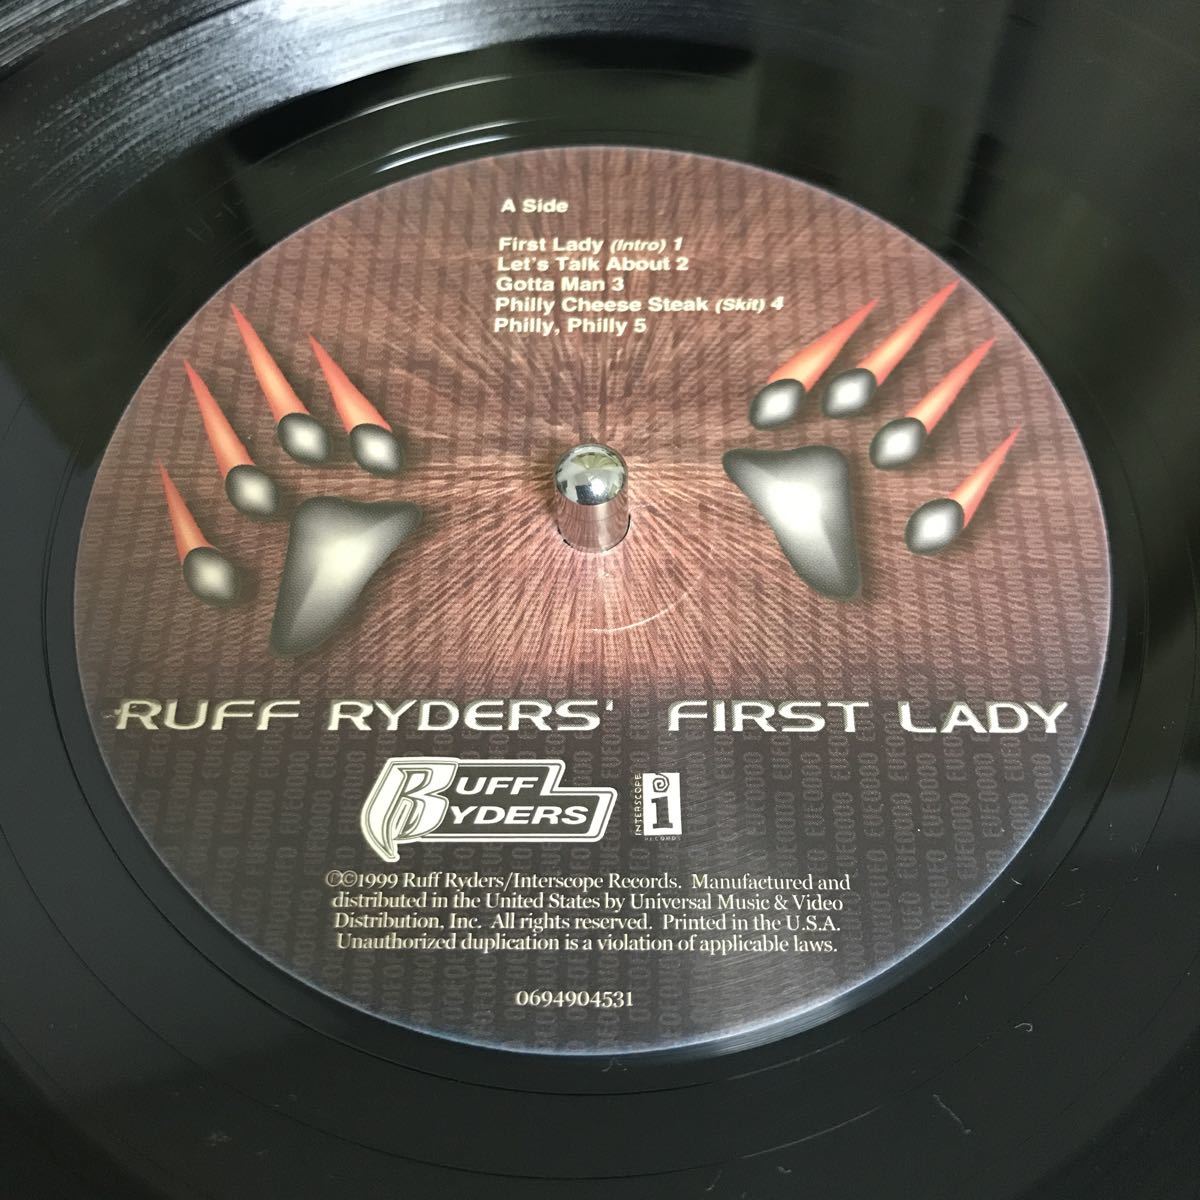 A Side
First Lady (Intro) 1
Let's Talk About 2
Gotta Man 3
Philly Cheese Steak (Skit) 4
Philly, Philly 5
RUFF RYDERS' FIRST LADY
RUFF
RYDERS
INTERSCOPE
i
RECORDS
ⓅⒸ1999 Ruff Ryders/Interscope Records. Manufactured and
distributed in the United States by Universal Music & Video
Distribution, Inc. All rights reserved. Printed in the U.S.A.
Unauthorized duplication is a violation of applicable laws.
0694904531